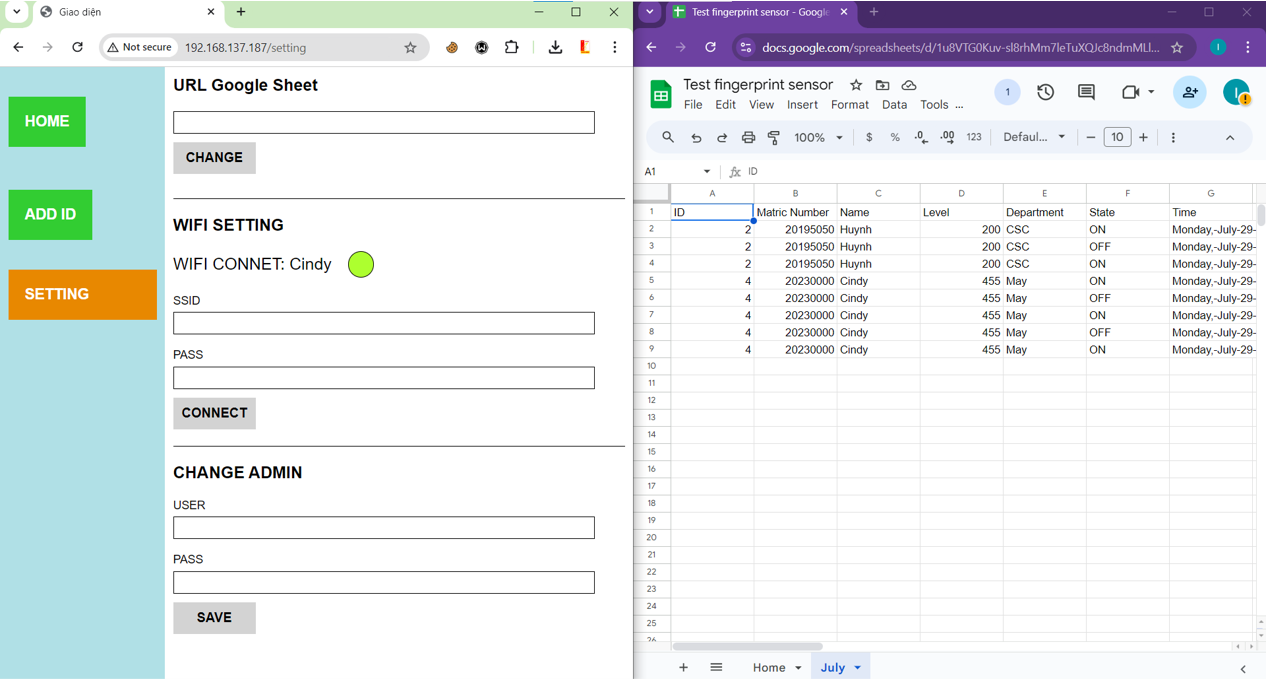 Giao diện
Not secure
192.168.137.187/setting
HOME
ADD ID
SETTING
URL Google Sheet
CHANGE
WIFI SETTING
WIFI CONNET: Cindy
SSID
PASS
CONNECT
CHANGE ADMIN
USER
PASS
SAVE
Test fingerprint sensor - Google
docs.google.com/spreadsheets/d/
I
Test fingerprint sensor
File Edit View Insert Format Data Tools ...
1
I
100% $ % .0 .00 123 Defaul... 10
A1 fx ID
A B C D E F G
1 ID Matric Number Name Level Department State Time
2 2 20195050 Huynh 200 CSC ON Monday,-July-29-
3 2 20195050 Huynh 200 CSC OFF Monday,-July-29-
4 2 20195050 Huynh 200 CSC ON Monday,-July-29-
5 4 20230000 Cindy 455 May ON Monday,-July-29-
6 4 20230000 Cindy 455 May OFF Monday,-July-29-
7 4 20230000 Cindy 455 May ON Monday,-July-29-
8 4 20230000 Cindy 455 May OFF Monday,-July-29-
9 4 20230000 Cindy 455 May ON Monday,-July-29-
10
11
12
13
14
15
16
17
18
19
20
21
22
23
24
25
26
Home July